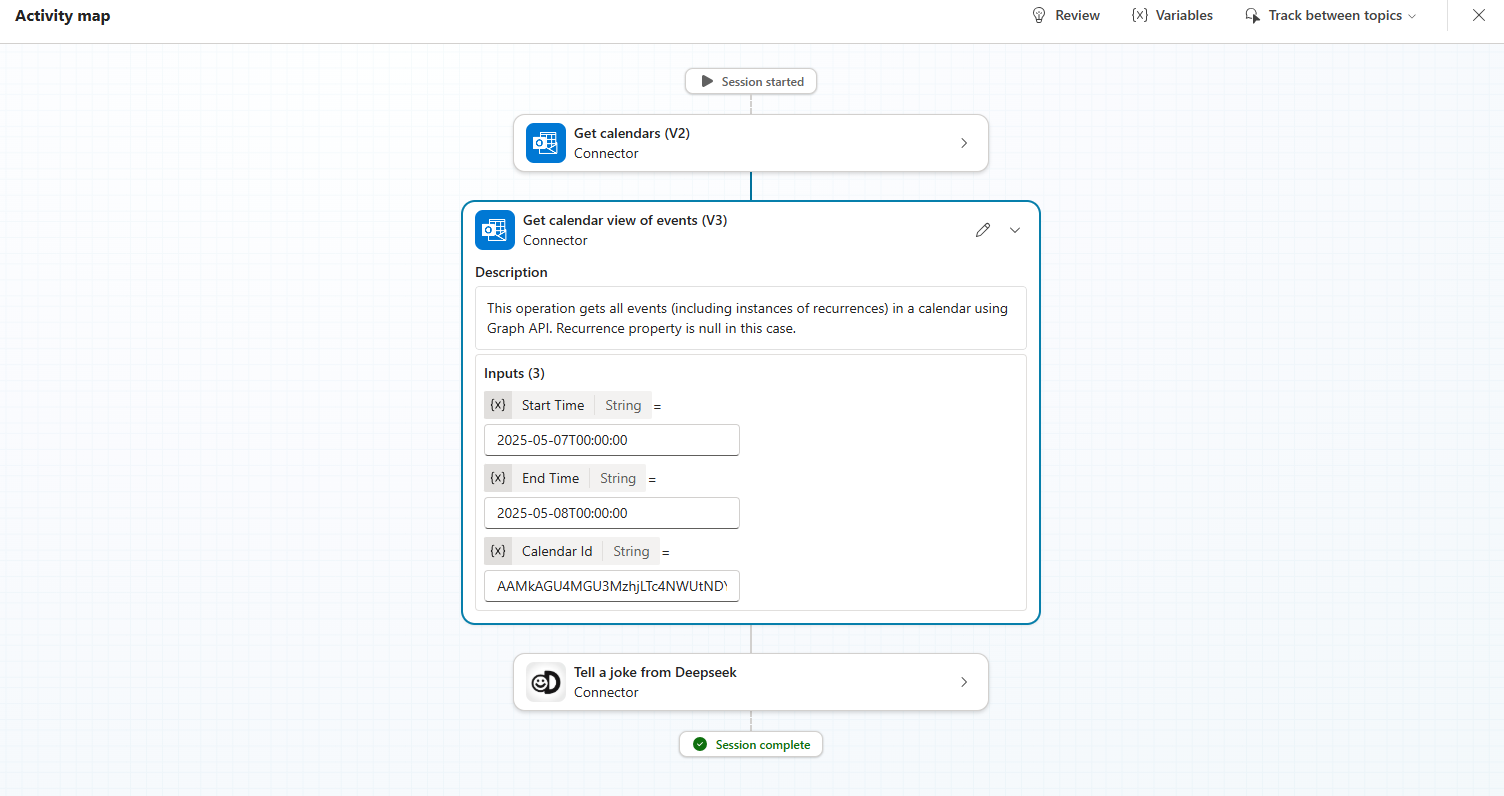 Activity map
Review
{x} Variables
Track between topics
Session started
Get calendars (V2)
Connector
Get calendar view of events (V3)
Connector
Description
This operation gets all events (including instances of recurrences) in a calendar using
Graph API. Recurrence property is null in this case.
Inputs (3)
{x} Start Time String =
2025-05-07T00:00:00
{x} End Time String =
2025-05-08T00:00:00
{x} Calendar Id String =
AAMkAGU4MGU3MzhjLTc4NWUtNDY
Tell a joke from Deepseek
Connector
Session complete